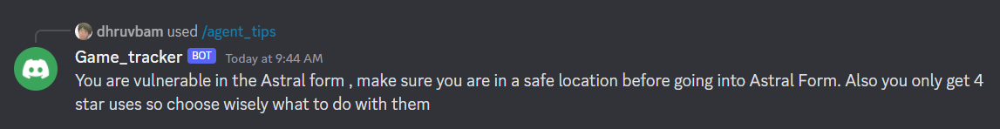 dhruvbam used /agent_tips
Game_tracker BOT Today at 9:44 AM
You are vulnerable in the Astral form , make sure you are in a safe location before going into Astral Form. Also you only get 4
star uses so choose wisely what to do with them